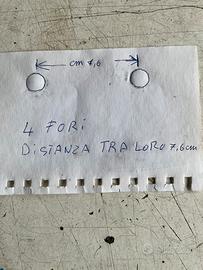 cm 7,6
4 FORi
DiSTANZA TRA LORO 7,6cm